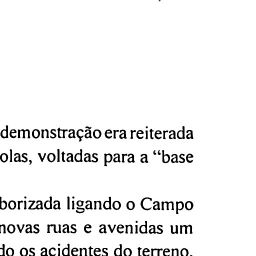 demonstração era reiterada
olas, voltadas para a “base
borizada ligando o Campo
novas ruas e avenidas um
do os acidentes do terreno.